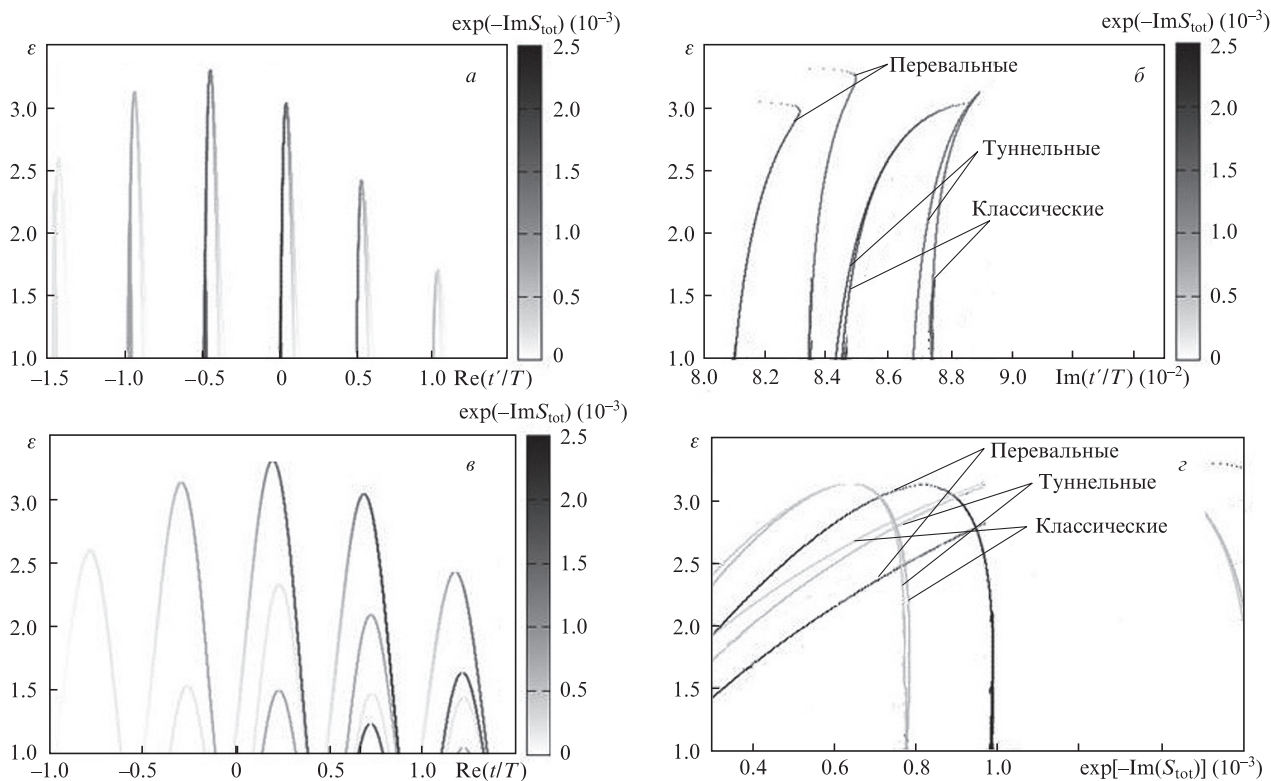 exp(–ImS_tot) (10⁻³)
ε
а
3.0
2.5
2.0
1.5
1.0
2.5
2.0
1.5
1.0
0.5
0
–1.5
–1.0
–0.5
0
0.5
1.0
Re(t′/T)
exp(–ImS_tot) (10⁻³)
ε
б
Перевальные
Туннельные
Классические
3.0
2.5
2.0
1.5
1.0
2.5
2.0
1.5
1.0
0.5
0
8.0
8.2
8.4
8.6
8.8
9.0
Im(t′/T) (10⁻²)
exp(–ImS_tot) (10⁻³)
ε
в
3.0
2.5
2.0
1.5
1.0
2.5
2.0
1.5
1.0
0.5
0
–1.0
–0.5
0
0.5
1.0
Re(t/T)
ε
г
Перевальные
Туннельные
Классические
3.0
2.5
2.0
1.5
1.0
0.4
0.6
0.8
1.0
exp[–Im(S_tot)] (10⁻³)